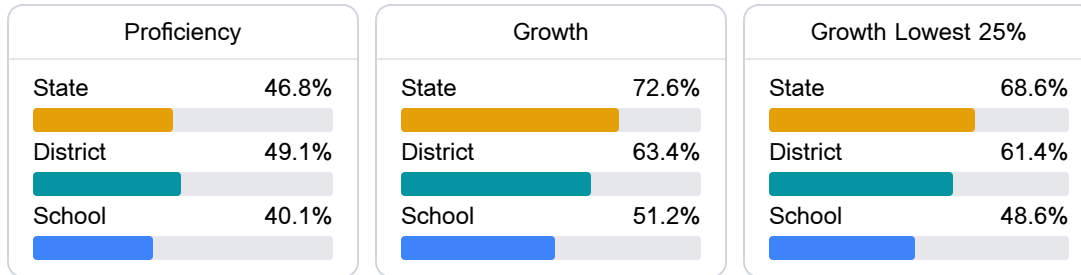 Proficiency
State 46.8%
District 49.1%
School 40.1%
Growth
State 72.6%
District 63.4%
School 51.2%
Growth Lowest 25%
State 68.6%
District 61.4%
School 48.6%